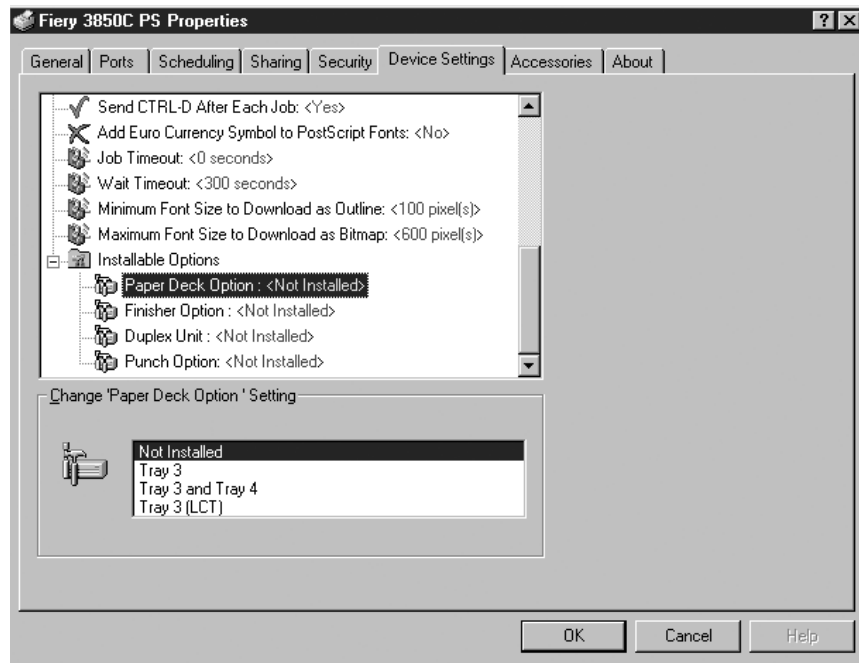 Fiery 3850C PS Properties
General Ports Scheduling Sharing Security Device Settings Accessories About
Send CTRL-D After Each Job: <Yes>
Add Euro Currency Symbol to PostScript Fonts: <No>
Job Timeout: <0 seconds>
Wait Timeout: <300 seconds>
Minimum Font Size to Download as Outline: <100 pixel(s)>
Maximum Font Size to Download as Bitmap: <600 pixel(s)>
Installable Options
Paper Deck Option : <Not Installed>
Finisher Option : <Not Installed>
Duplex Unit : <Not Installed>
Punch Option: <Not Installed>
Change 'Paper Deck Option ' Setting
Not Installed
Tray 3
Tray 3 and Tray 4
Tray 3 (LCT)
OK Cancel Help